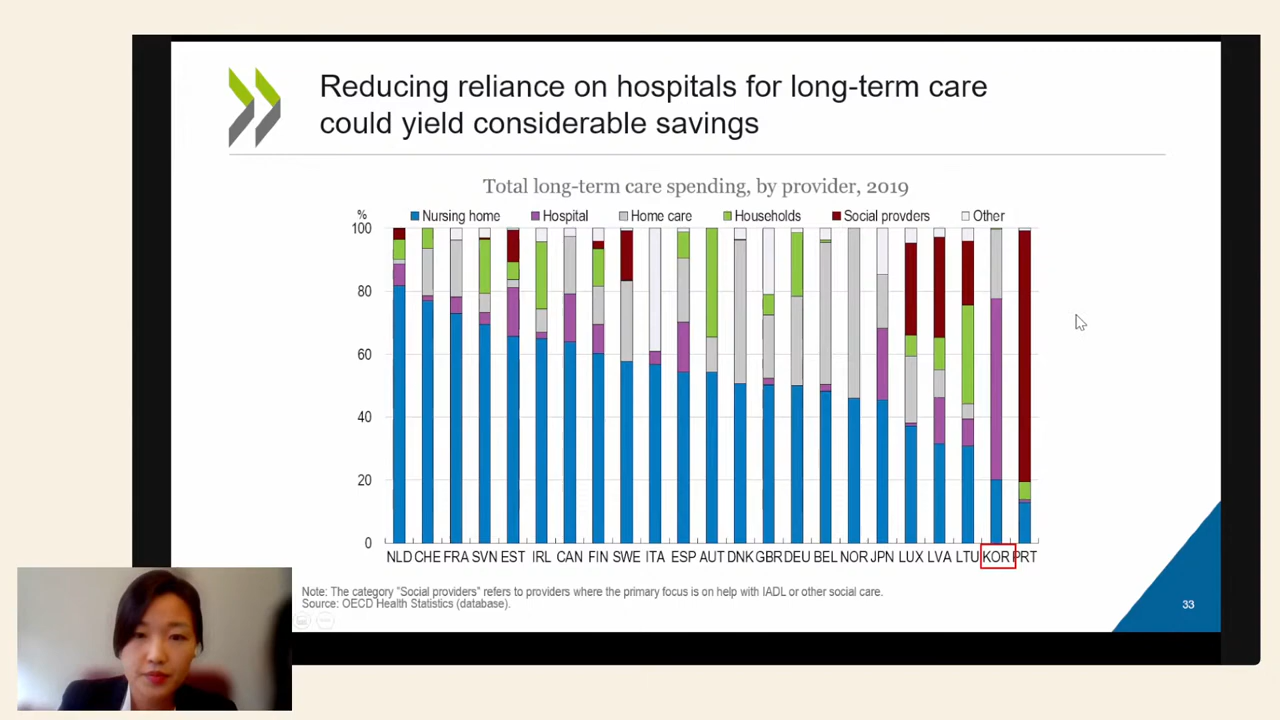 Reducing reliance on hospitals for long-term care
could yield considerable savings
Total long-term care spending, by provider, 2019
%
Nursing home Hospital Home care Households Social provders Other
100
80
60
40
20
0
NLD CHE FRA SVN EST IRL CAN FIN SWE ITA ESP AUT DNK GBR DEU BEL NOR JPN LUX LVA LTU KOR PRT
Note: The category "Social providers" refers to providers where the primary focus is on help with IADL or other social care.
Source: OECD Health Statistics (database).
33